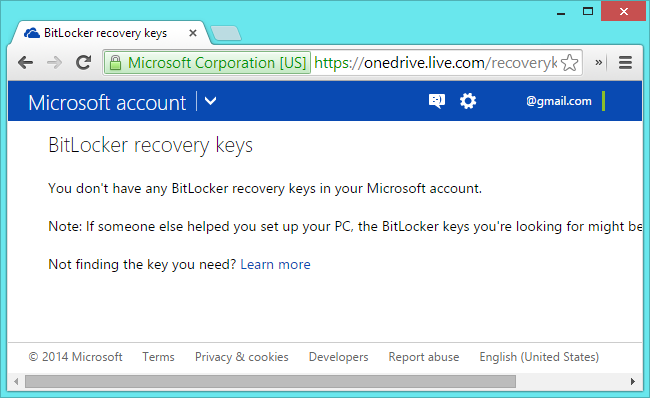 BitLocker recovery keys
Microsoft Corporation [US] https://onedrive.live.com/recoveryk
Microsoft account @gmail.com
BitLocker recovery keys
You don't have any BitLocker recovery keys in your Microsoft account.
Note: If someone else helped you set up your PC, the BitLocker keys you're looking for might be
Not finding the key you need? Learn more
© 2014 Microsoft Terms Privacy & cookies Developers Report abuse English (United States)